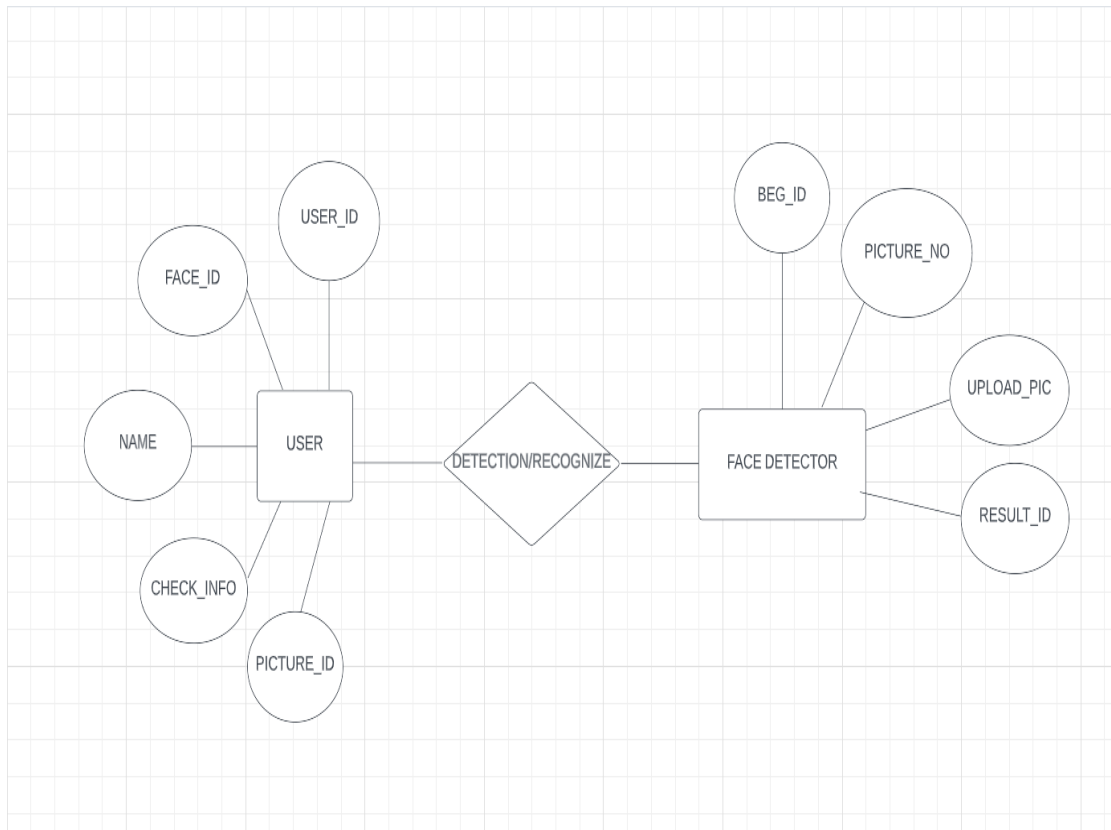 BEG_ID
USER_ID
PICTURE_NO
FACE_ID
UPLOAD_PIC
NAME
USER
DETECTION/RECOGNIZE
FACE DETECTOR
RESULT_ID
CHECK_INFO
PICTURE_ID